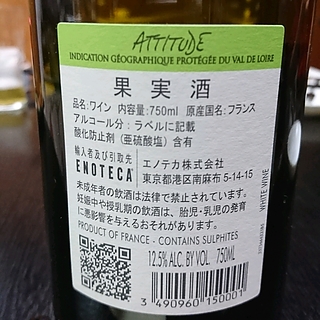 ATTITUDE
INDICATION GÉOGRAPHIQUE PROTÉGÉE DU VAL DE LOIRE
果実酒
品名:ワイン 内容量:750ml 原産国名:フランス
アルコール分:ラベルに記載
酸化防止剤(亜硫酸塩)含有
輸入者及び引取先
ENOTECA
エノテカ株式会社
東京都港区南麻布 5-14-15
未成年者の飲酒は法律で禁止されています。
妊娠中や授乳期の飲酒は、胎児・乳児の発育
に悪影響を与えるおそれがあります。
PRODUCT OF FRANCE - CONTAINS SULPHITES
12.5% ALC. BY VOL. 750ML
3 490960 150001
WHITE WINE